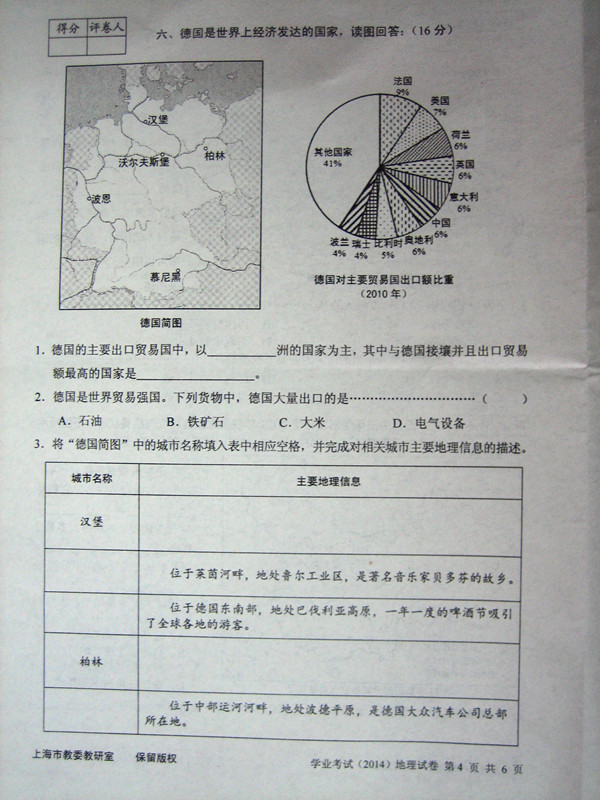 得分 评卷人
六、德国是世界上经济发达的国家，读图回答：（16 分）
汉堡
沃尔夫斯堡
柏林
波恩
慕尼黑
德国简图
法国
9%
美国
7%
荷兰
6%
英国
6%
意大利
6%
中国
6%
奥地利
6%
比利时
5%
瑞士
4%
波兰
4%
其他国家
41%
德国对主要贸易国出口额比重
（2010 年）
1．德国的主要出口贸易国中，以__________洲的国家为主，其中与德国接壤并且出口贸易
额最高的国家是__________________。
2．德国是世界贸易强国。下列货物中，德国大量出口的是…………………………（ ）
A．石油 B．铁矿石 C．大米 D．电气设备
3．将“德国简图”中的城市名称填入表中相应空格，并完成对相关城市主要地理信息的描述。
城市名称 主要地理信息
汉堡
位于莱茵河畔，地处鲁尔工业区，是著名音乐家贝多芬的故乡。
位于德国东南部，地处巴伐利亚高原，一年一度的啤酒节吸引
了全球各地的游客。
柏林
位于中部运河河畔，地处波德平原，是德国大众汽车公司总部
所在地。
上海市教委教研室 保留版权
学业考试（2014）地理试卷 第 4 页 共 6 页